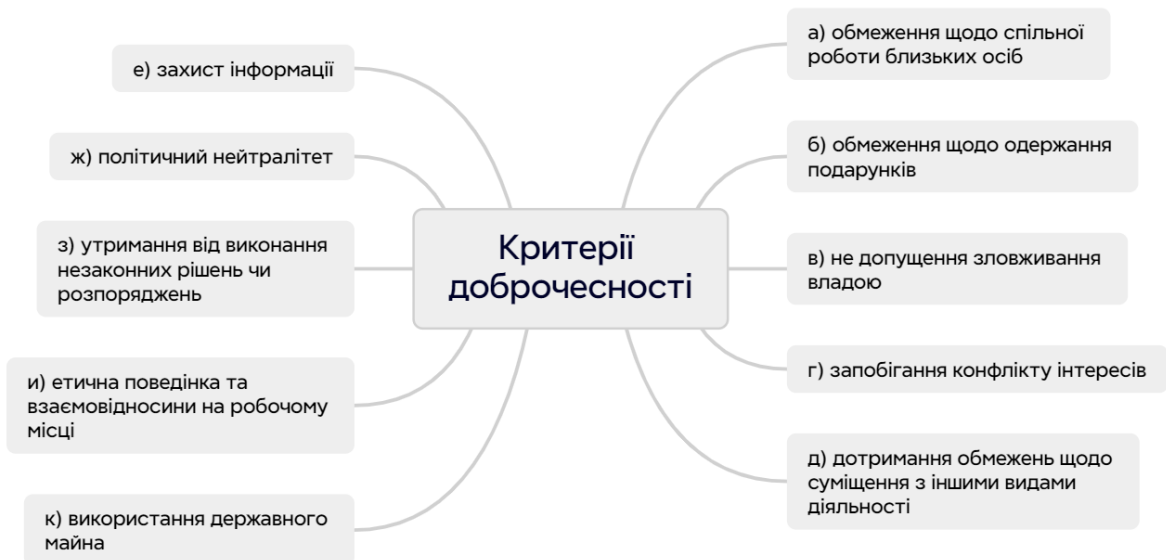 Критерії
доброчесності
а) обмеження щодо спільної
роботи близьких осіб
б) обмеження щодо одержання
подарунків
в) не допущення зловживання
владою
г) запобігання конфлікту інтересів
д) дотримання обмежень щодо
суміщення з іншими видами
діяльності
е) захист інформації
ж) політичний нейтралітет
з) утримання від виконання
незаконних рішень чи
розпоряджень
и) етична поведінка та
взаємовідносини на робочому
місці
к) використання державного
майна